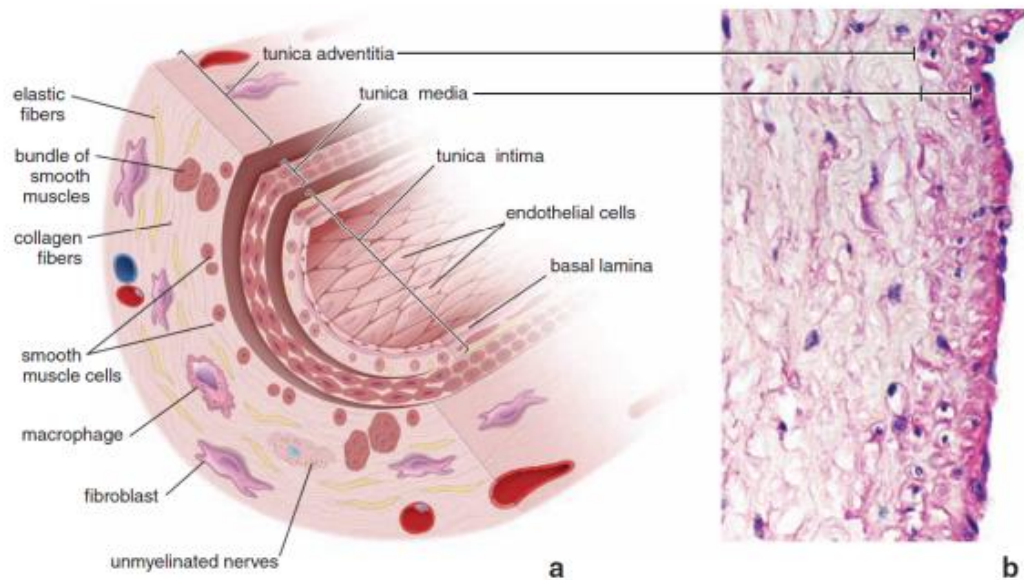 tunica adventitia
tunica media
tunica intima
endothelial cells
basal lamina
elastic
fibers
bundle of
smooth
muscles
collagen
fibers
smooth
muscle cells
macrophage
fibroblast
unmyelinated nerves
a
b